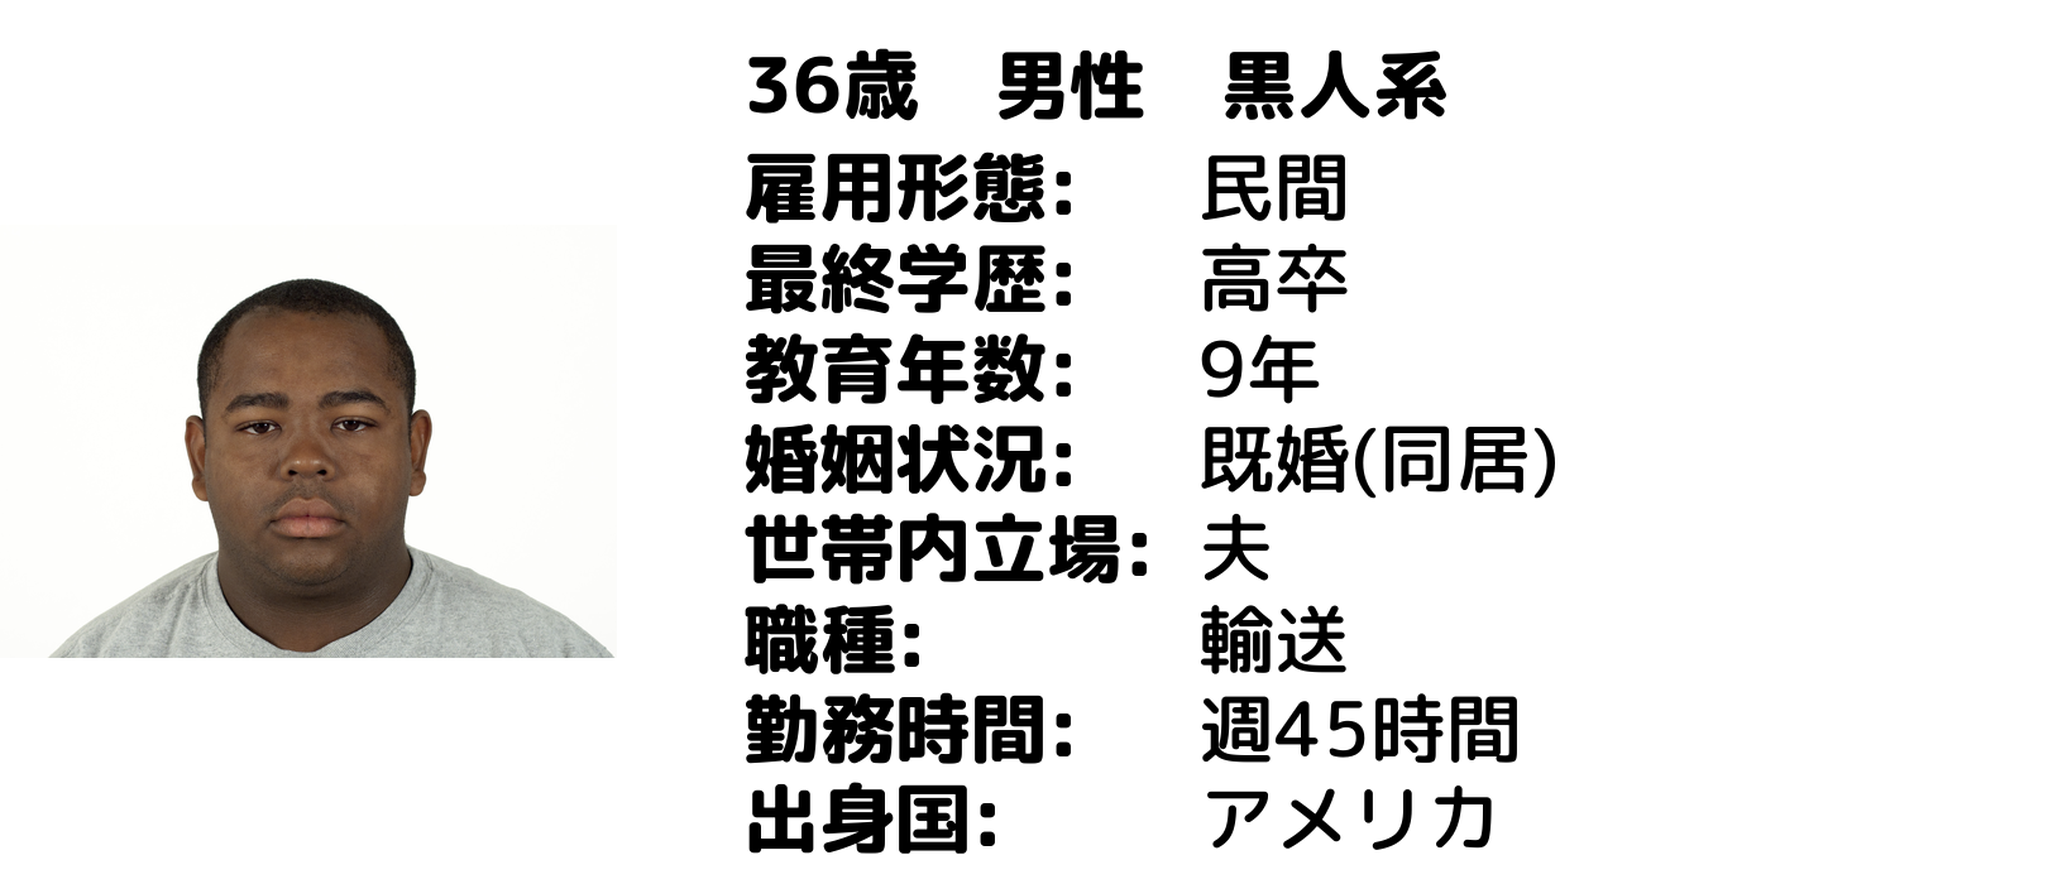 36歳　男性　黒人系
雇用形態: 民間
最終学歴: 高卒
教育年数: 9年
婚姻状況: 既婚(同居)
世帯内立場: 夫
職種: 輸送
勤務時間: 週45時間
出身国: アメリカ